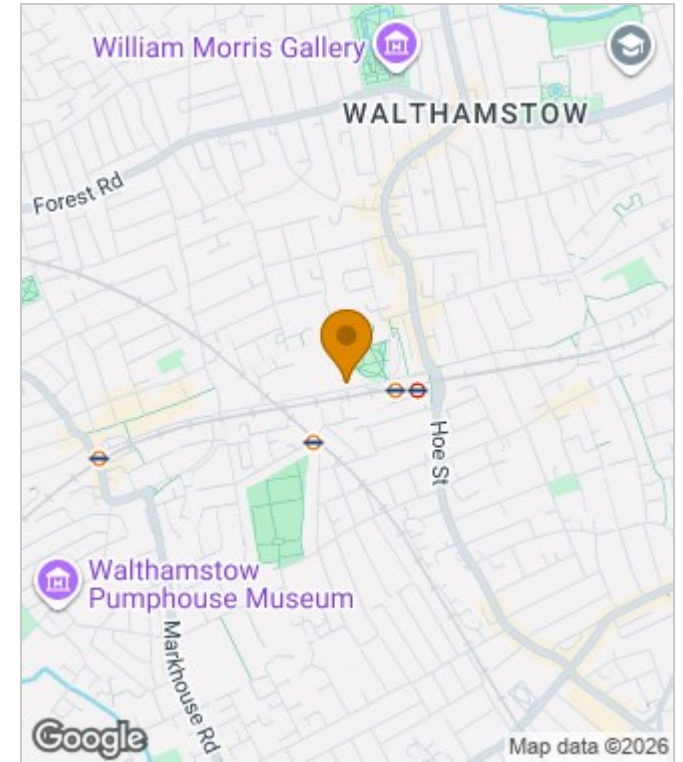 William Morris Gallery
WALTHAMSTOW
Forest Rd
Hoe St
Walthamstow
Pumphouse Museum
Markhouse Rd
Google
Map data ©2026